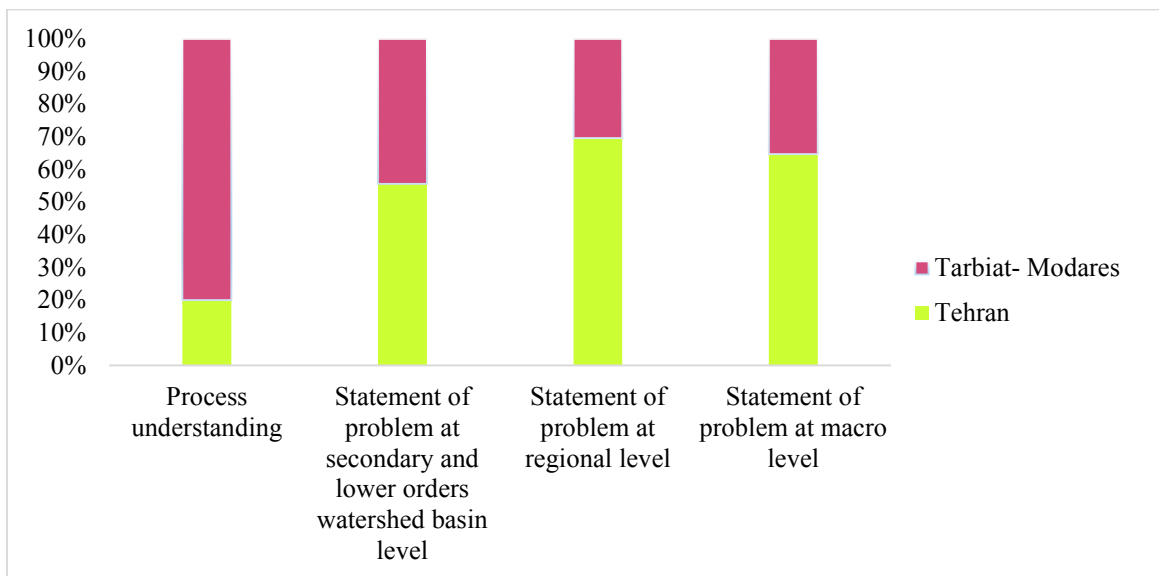 100%
90%
80%
70%
60%
50%
40%
30%
20%
10%
0%
Process
understanding
Statement of
problem at
secondary and
lower orders
watershed basin
level
Statement of
problem at
regional level
Statement of
problem at macro
level
Tarbiat- Modares
Tehran